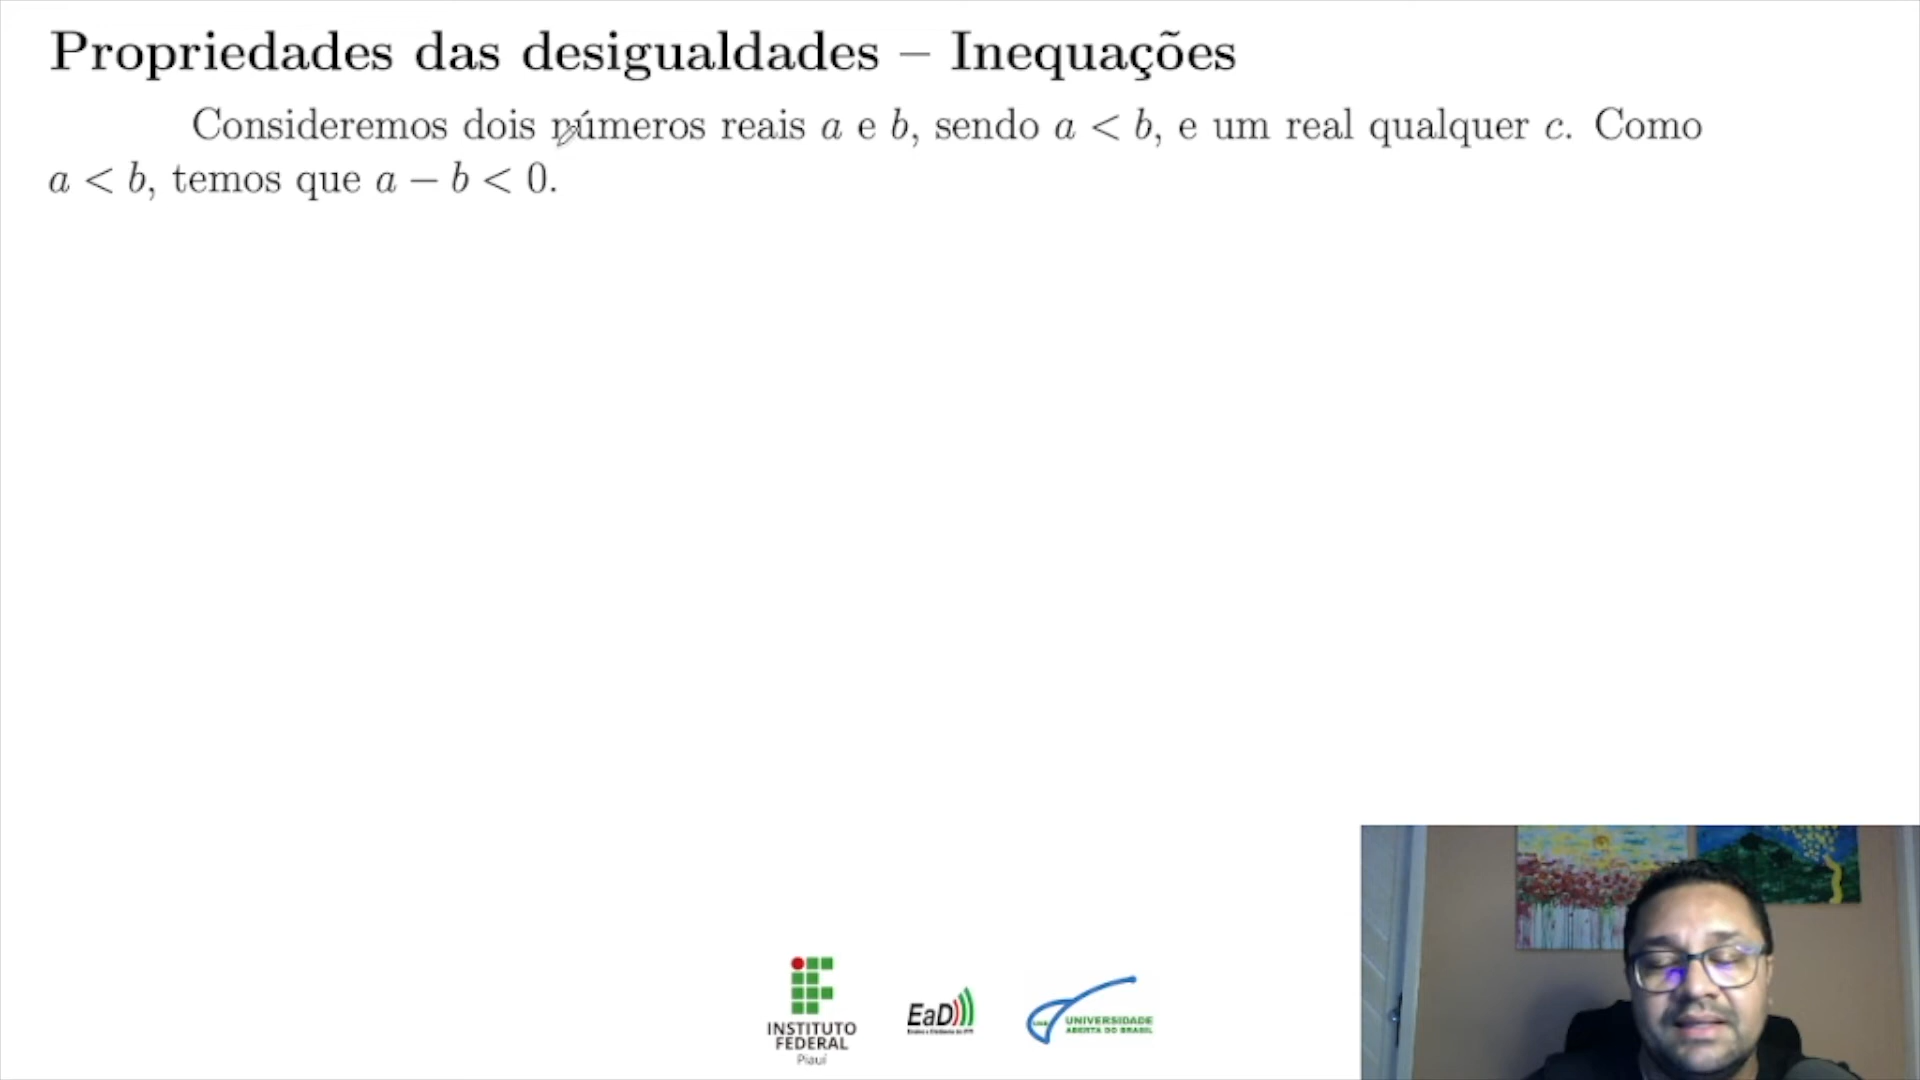 Propriedades das desigualdades – Inequações
Consideremos dois números reais a e b, sendo a < b, e um real qualquer c. Como
a < b, temos que a − b < 0.
INSTITUTO
FEDERAL
Piauí
EaD
UNIVERSIDADE
ABERTA DO BRASIL